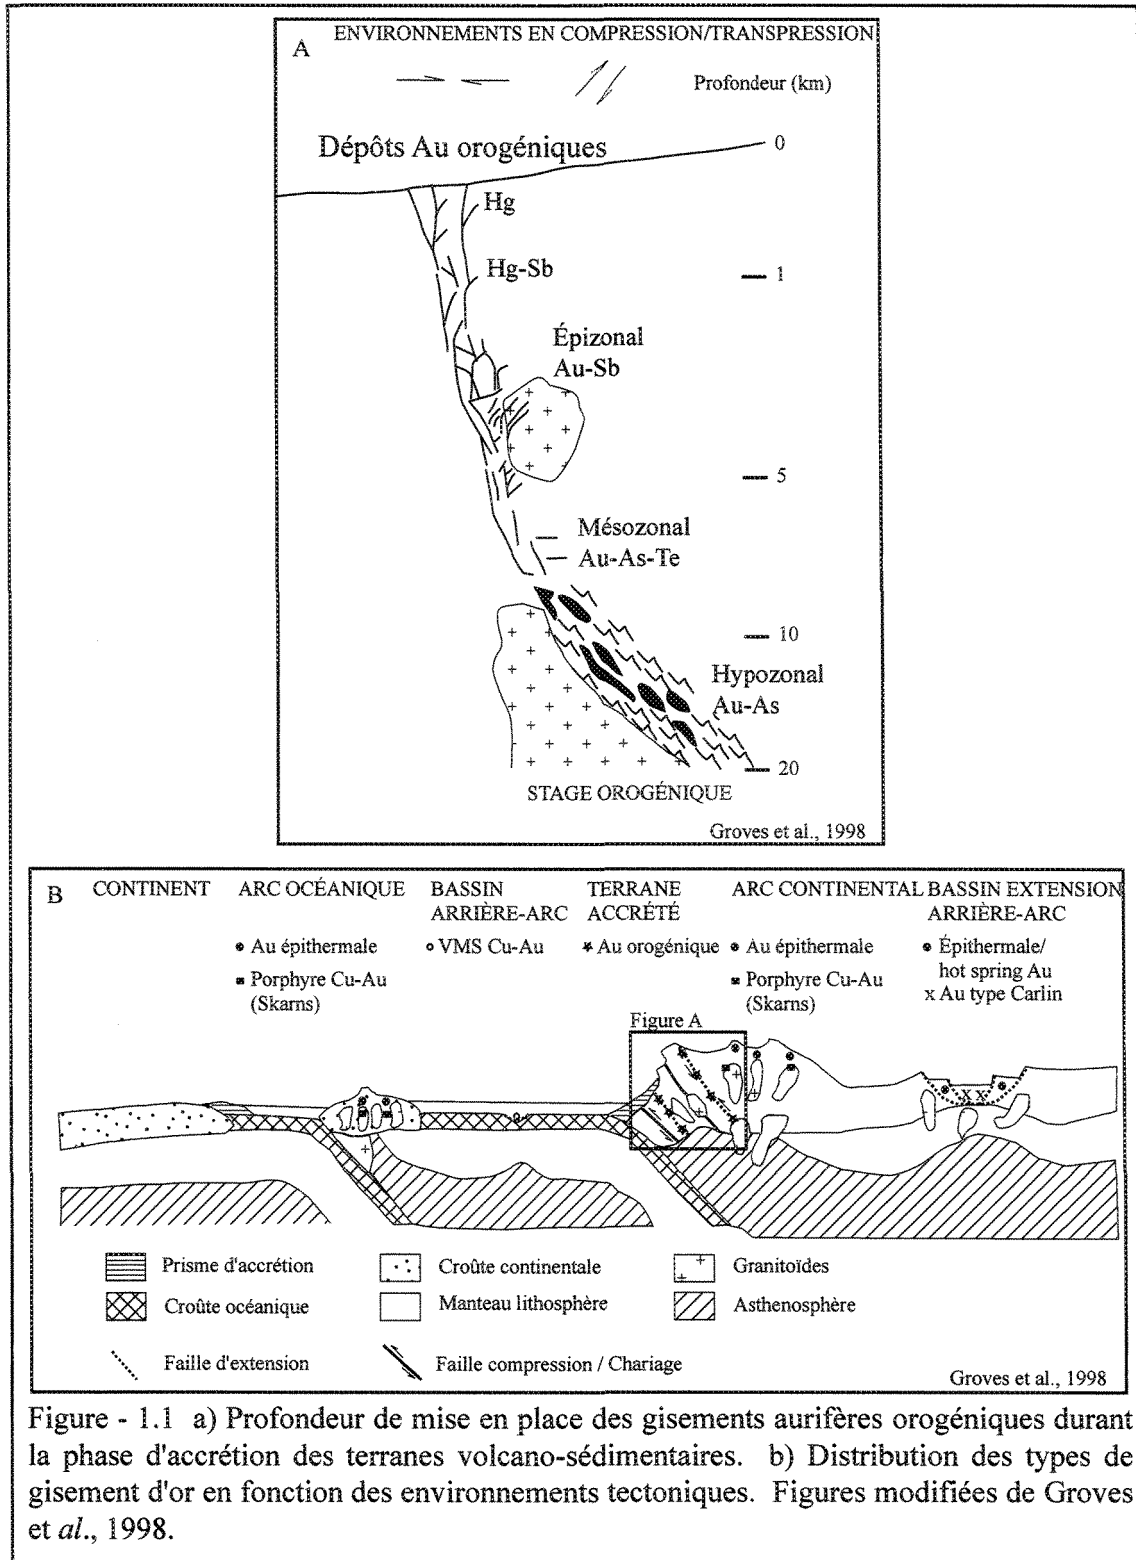 A
ENVIRONNEMENTS EN COMPRESSION/TRANSPRESSION
Profondeur (km)
Dépôts Au orogéniques
0
Hg
Hg-Sb
1
Épizonal
Au-Sb
5
Mésozonal
Au-As-Te
10
Hypozonal
Au-As
20
STAGE OROGÉNIQUE
Groves et al., 1998
B
CONTINENT
ARC OCÉANIQUE
Au épithermale
Porphyre Cu-Au
(Skarns)
BASSIN
ARRIÈRE-ARC
VMS Cu-Au
TERRANE
ACCRÉTÉ
Au orogénique
ARC CONTINENTAL
Au épithermale
Porphyre Cu-Au
(Skarns)
BASSIN EXTENSION
ARRIÈRE-ARC
Épithermale/
hot spring Au
x Au type Carlin
Figure A
x x
Prisme d'accrétion
Croûte continentale
Granitoïdes
Croûte océanique
Manteau lithosphère
Asthenosphère
Faille d'extension
Faille compression / Chariage
Groves et al., 1998
Figure - 1.1 a) Profondeur de mise en place des gisements aurifères orogéniques durant
la phase d'accrétion des terranes volcano-sédimentaires. b) Distribution des types de
gisement d'or en fonction des environnements tectoniques. Figures modifiées de Groves
et al., 1998.